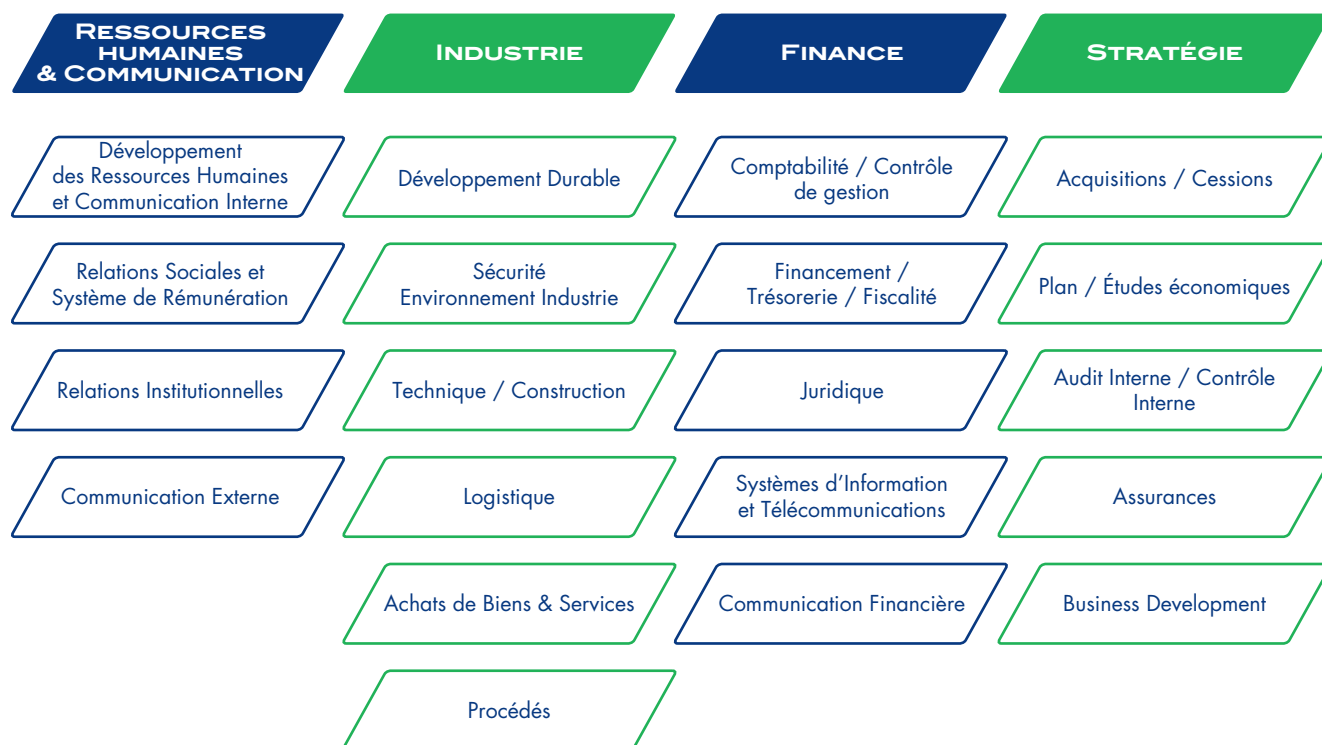 RESSOURCES
HUMAINES
& COMMUNICATION
INDUSTRIE
FINANCE
STRATÉGIE
Développement
des Ressources Humaines
et Communication Interne
Développement Durable
Comptabilité / Contrôle
de gestion
Acquisitions / Cessions
Relations Sociales et
Système de Rémunération
Sécurité
Environnement Industrie
Financement /
Trésorerie / Fiscalité
Plan / Études économiques
Relations Institutionnelles
Technique / Construction
Juridique
Audit Interne / Contrôle
Interne
Communication Externe
Logistique
Systèmes d’Information
et Télécommunications
Assurances
Achats de Biens & Services
Communication Financière
Business Development
Procédés